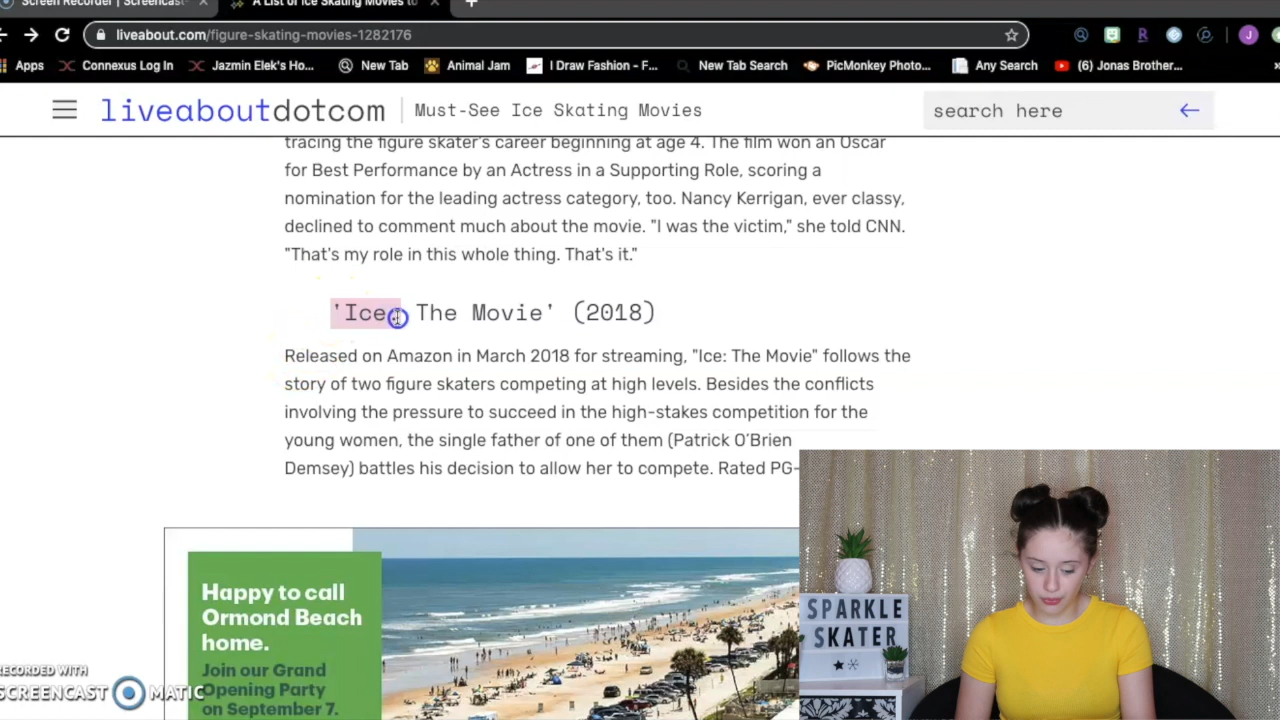 Screen Recorder | Screencast-
A List of Ice Skating Movies to
liveabout.com/figure-skating-movies-1282176
Apps Connexus Log In Jazmin Elek's Ho... New Tab Animal Jam I Draw Fashion - F... New Tab Search PicMonkey Photo... Any Search (6) Jonas Brother...
liveaboutdotcom Must-See Ice Skating Movies search here
tracing the figure skater's career beginning at age 4. The film won an Oscar
for Best Performance by an Actress in a Supporting Role, scoring a
nomination for the leading actress category, too. Nancy Kerrigan, ever classy,
declined to comment much about the movie. "I was the victim," she told CNN.
"That's my role in this whole thing. That's it."
'Ice: The Movie' (2018)
Released on Amazon in March 2018 for streaming, "Ice: The Movie" follows the
story of two figure skaters competing at high levels. Besides the conflicts
involving the pressure to succeed in the high-stakes competition for the
young women, the single father of one of them (Patrick O'Brien
Demsey) battles his decision to allow her to compete. Rated PG-
Happy to call
Ormond Beach
home.
Join our Grand
Opening Party
on September 7.
SPARKLE
SKATER
RECORDED WITH
SCREENCAST MATIC